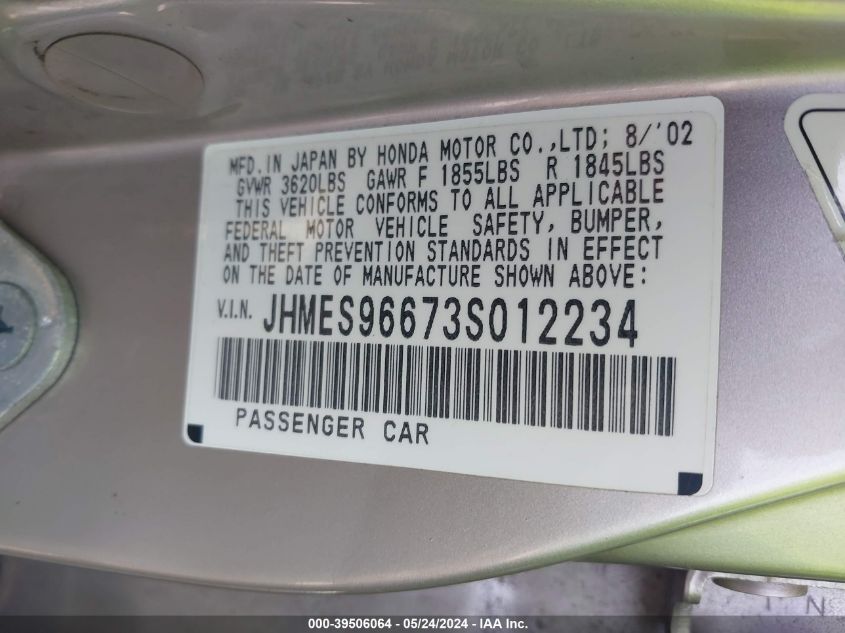 MFD.IN JAPAN BY HONDA MOTOR CO.,LTD; 8/'02
GVWR 3620LBS GAWR F 1855LBS R 1845LBS
THIS VEHICLE CONFORMS TO ALL APPLICABLE
FEDERAL MOTOR VEHICLE SAFETY, BUMPER,
AND THEFT PREVENTION STANDARDS IN EFFECT
ON THE DATE OF MANUFACTURE SHOWN ABOVE:
V.I.N. JHMES96673S012234
PASSENGER CAR
000-39506064 / 05/24/2024 - IAA Inc.